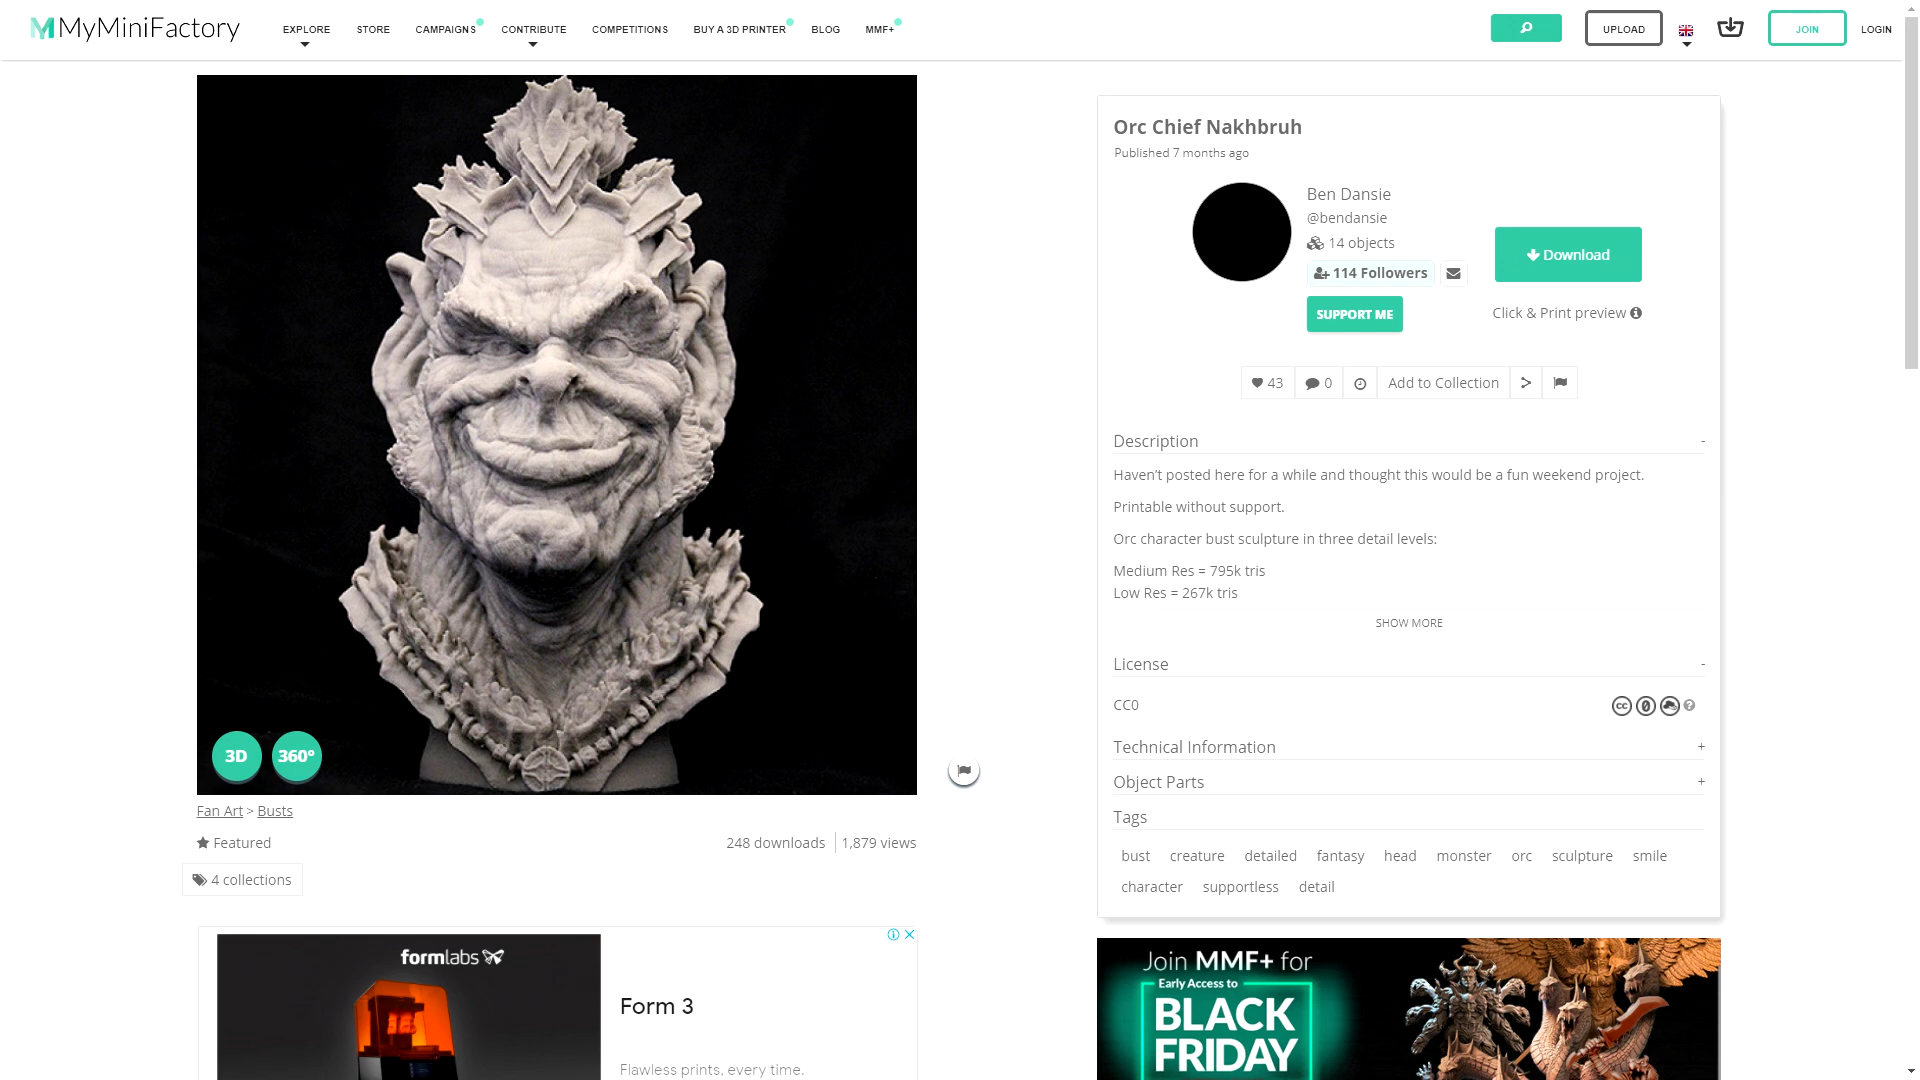 MyMiniFactory
EXPLORE STORE CAMPAIGNS CONTRIBUTE COMPETITIONS BUY A 3D PRINTER BLOG MMF+
UPLOAD
JOIN
LOGIN
3D
360°
Fan Art > Busts
Featured
248 downloads
1,879 views
4 collections
formlabs
Form 3
Flawless prints, every time.
Orc Chief Nakhbruh
Published 7 months ago
Ben Dansie
@bendansie
14 objects
114 Followers
SUPPORT ME
Download
Click & Print preview
43
0
Add to Collection
Description -
Haven’t posted here for a while and thought this would be a fun weekend project.
Printable without support.
Orc character bust sculpture in three detail levels:
Medium Res = 795k tris
Low Res = 267k tris
SHOW MORE
License -
CC0
Technical Information +
Object Parts +
Tags
bust creature detailed fantasy head monster orc sculpture smile
character supportless detail
Join MMF+ for
Early Access to
BLACK
FRIDAY